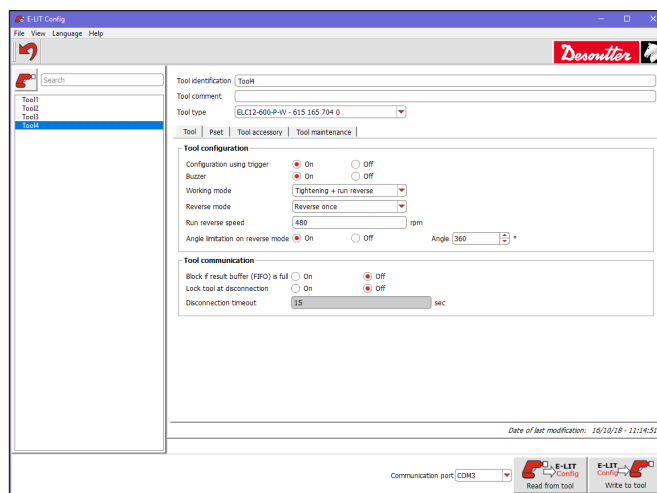 E-LIT Config
File View Language Help
Desoutter
Search
Tool1
Tool2
Tool3
Tool4
Tool identification Tool4
Tool comment
Tool type ELC12-600-P-W - 615 165 704 0
Tool Pset Tool accessory Tool maintenance
Tool configuration
Configuration using trigger On Off
Buzzer On Off
Working mode Tightening + run reverse
Reverse mode Reverse once
Run reverse speed 480 rpm
Angle limitation on reverse mode On Off Angle 360 °
Tool communication
Block if result buffer (FIFO) is full On Off
Lock tool at disconnection On Off
Disconnection timeout 15 sec
Date of last modification: 16/10/18 - 11:14:51
Communication port COM3
E-LIT
Config
Read from tool
E-LIT
Config
Write to tool